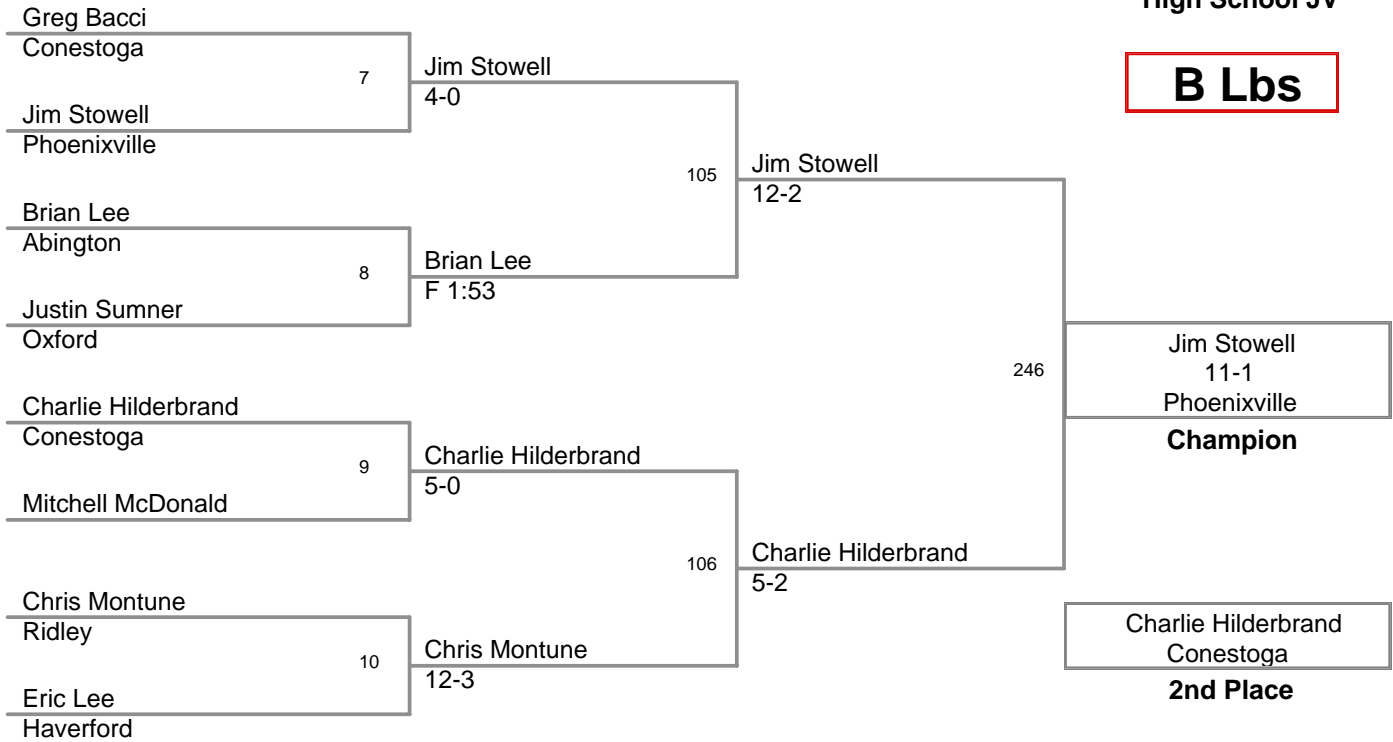 High School JV
B Lbs
Greg Bacci
Conestoga
7
Jim Stowell
4-0
Jim Stowell
Phoenixville
105
Jim Stowell
12-2
Brian Lee
Abington
8
Brian Lee
F 1:53
Justin Sumner
Oxford
246
Jim Stowell
11-1
Phoenixville
Champion
Charlie Hilderbrand
Conestoga
9
Charlie Hilderbrand
5-0
Mitchell McDonald
106
Charlie Hilderbrand
5-2
Chris Montune
Ridley
10
Chris Montune
12-3
Eric Lee
Haverford
Charlie Hilderbrand
Conestoga
2nd Place